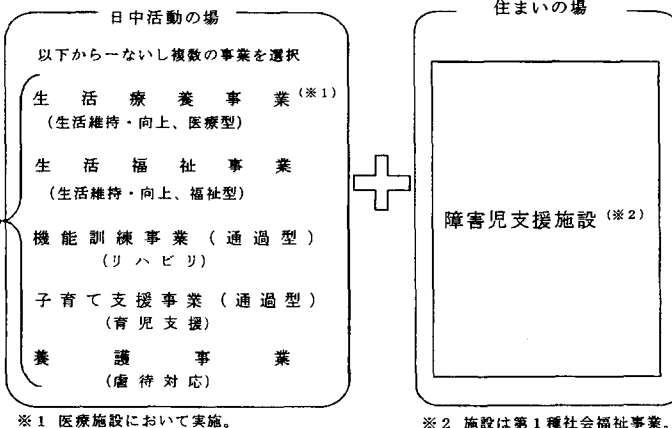 日中活動の場
以下から一ないし複数の事業を選択
生活療養事業(※1)
(生活維持・向上、医療型)
生活福祉事業
(生活維持・向上、福祉型)
機能訓練事業(通過型)
(リハビリ)
子育て支援事業(通過型)
(育児支援)
養護事業
(虐待対応)
※1 医療施設において実施。
住まいの場
障害児支援施設(※2)
※2 施設は第1種社会福祉事業。